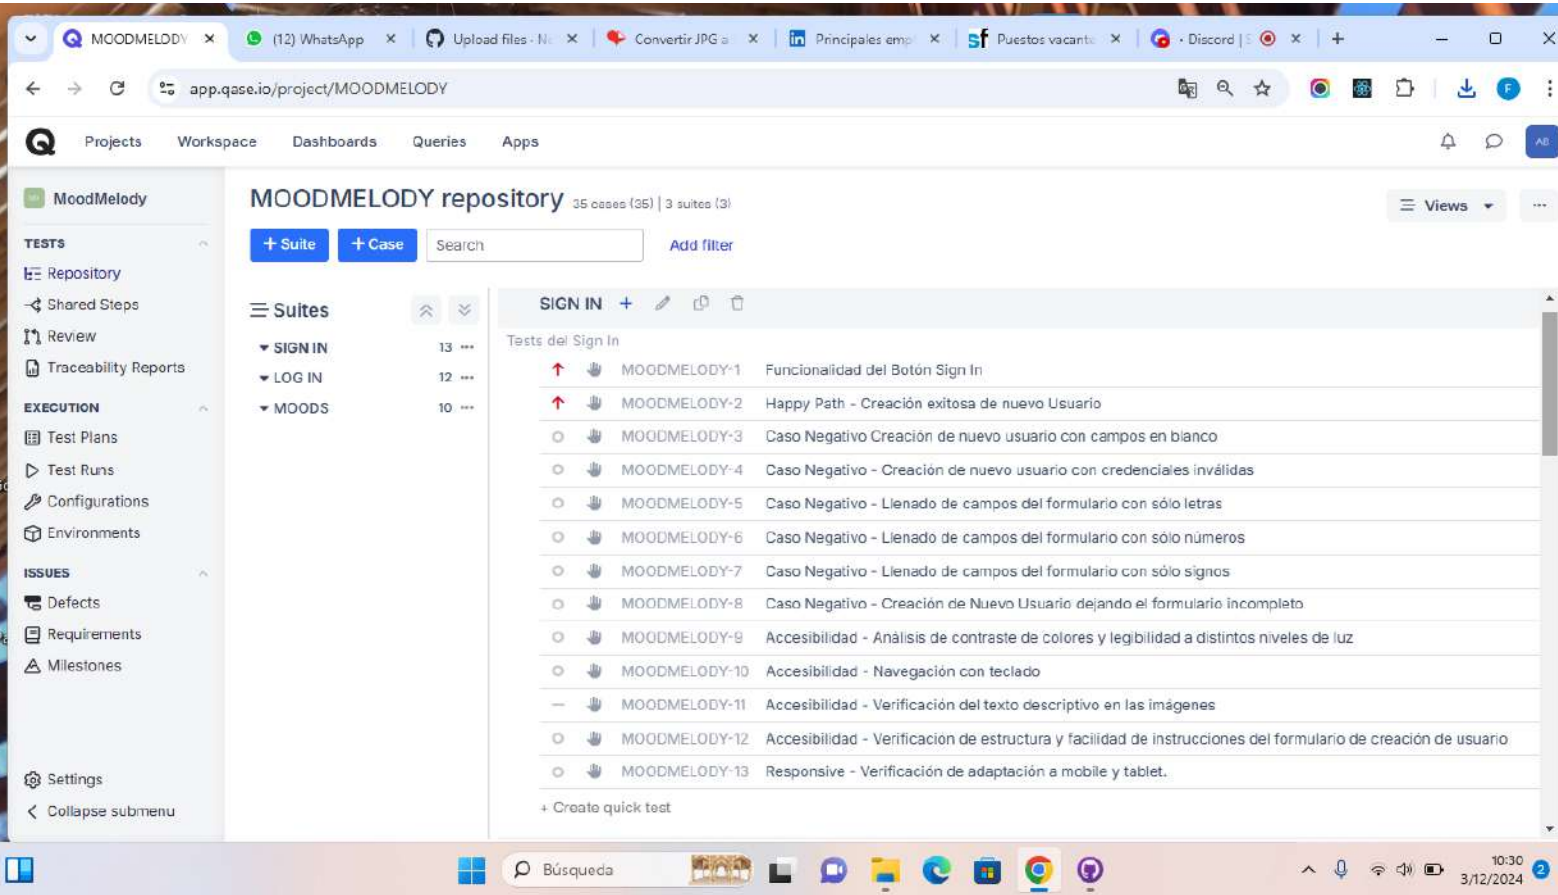 MOODMELODY
(12) WhatsApp
Upload files - N
Convertir JPG a
Principales emp
Puestos vacante
· Discord |
app.qase.io/project/MOODMELODY
Projects Workspace Dashboards Queries Apps
AB
MoodMelody
TESTS
Repository
Shared Steps
Review
Traceability Reports
EXECUTION
Test Plans
Test Runs
Configurations
Environments
ISSUES
Defects
Requirements
Milestones
Settings
Collapse submenu
MOODMELODY repository 35 cases (35) | 3 suites (3)
Views
+ Suite + Case Search Add filter
Suites
SIGN IN 13
LOG IN 12
MOODS 10
SIGN IN
Tests del Sign In
MOODMELODY-1 Funcionalidad del Botón Sign In
MOODMELODY-2 Happy Path - Creación exitosa de nuevo Usuario
MOODMELODY-3 Caso Negativo Creación de nuevo usuario con campos en blanco
MOODMELODY-4 Caso Negativo - Creación de nuevo usuario con credenciales inválidas
MOODMELODY-5 Caso Negativo - Llenado de campos del formulario con sólo letras
MOODMELODY-6 Caso Negativo - Llenado de campos del formulario con sólo números
MOODMELODY-7 Caso Negativo - Llenado de campos del formulario con sólo signos
MOODMELODY-8 Caso Negativo - Creación de Nuevo Usuario dejando el formulario incompleto
MOODMELODY-9 Accesibilidad - Análisis de contraste de colores y legibilidad a distintos niveles de luz
MOODMELODY-10 Accesibilidad - Navegación con teclado
MOODMELODY-11 Accesibilidad - Verificación del texto descriptivo en las imágenes
MOODMELODY-12 Accesibilidad - Verificación de estructura y facilidad de instrucciones del formulario de creación de usuario
MOODMELODY-13 Responsive - Verificación de adaptación a mobile y tablet.
+ Create quick test
Búsqueda
10:30
3/12/2024
2